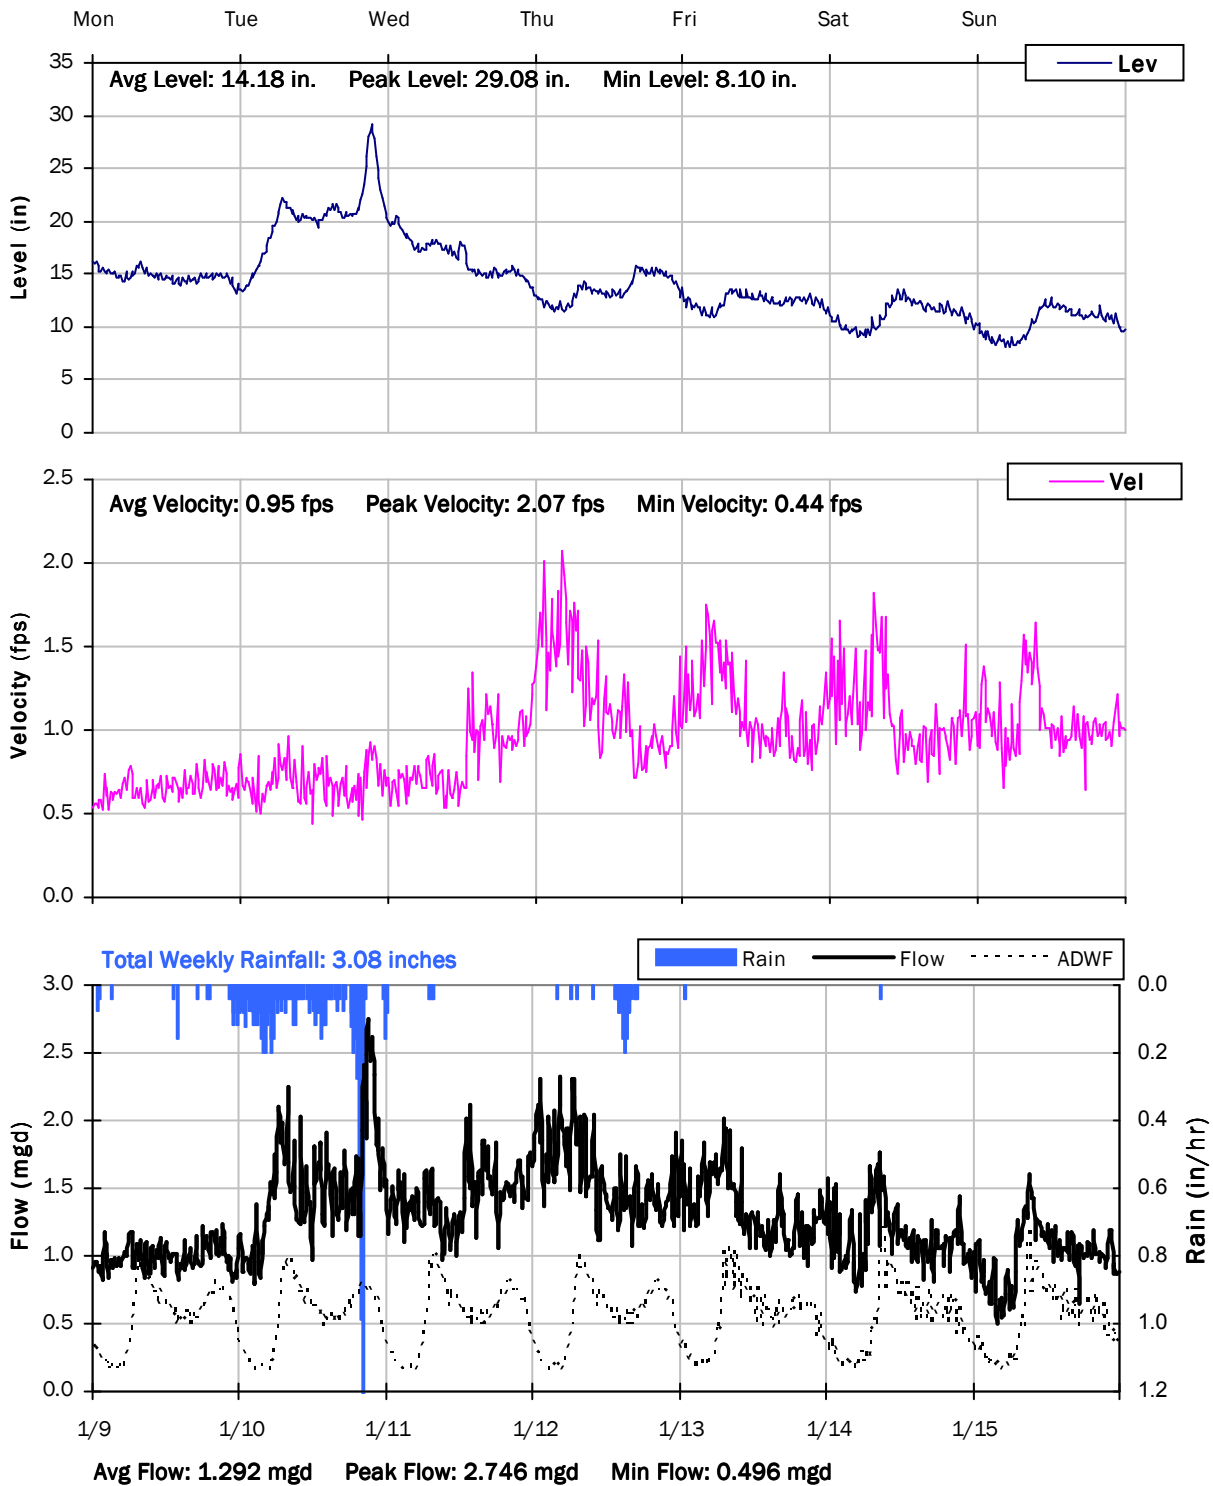 Mon Tue Wed Thu Fri Sat Sun
35
30
25
20
15
10
5
0
Level (in)
Avg Level: 14.18 in. Peak Level: 29.08 in. Min Level: 8.10 in.
Lev
2.5
2.0
1.5
1.0
0.5
0.0
Velocity (fps)
Avg Velocity: 0.95 fps Peak Velocity: 2.07 fps Min Velocity: 0.44 fps
Vel
Total Weekly Rainfall: 3.08 inches
Rain Flow ADWF
3.0
2.5
2.0
1.5
1.0
0.5
0.0
Flow (mgd)
0.0
0.2
0.4
0.6
0.8
1.0
1.2
Rain (in/hr)
1/9 1/10 1/11 1/12 1/13 1/14 1/15
Avg Flow: 1.292 mgd Peak Flow: 2.746 mgd Min Flow: 0.496 mgd